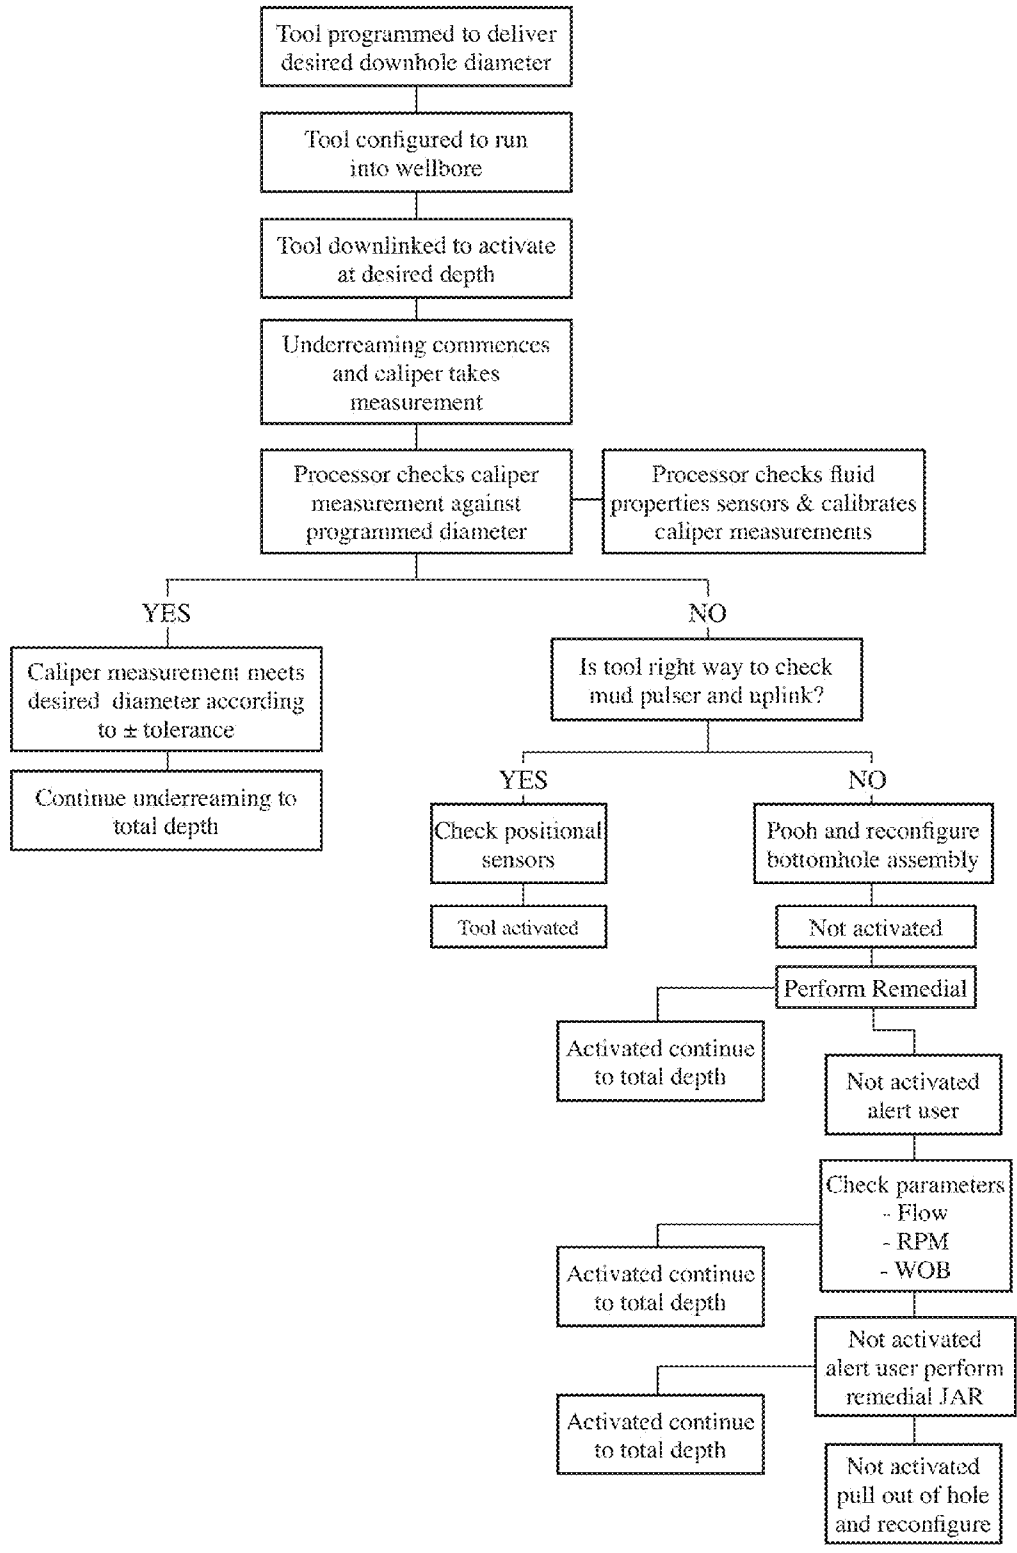 Tool programmed to deliver
desired downhole diameter
Tool configured to run
into wellbore
Tool downlinked to activate
at desired depth
Underreaming commences
and caliper takes
measurement
Processor checks caliper
measurement against
programmed diameter
Processor checks fluid
properties sensors & calibrates
caliper measurements
YES
NO
Caliper measurement meets
desired diameter according
to ± tolerance
Continue underreaming to
total depth
Is tool right way to check
mud pulser and uplink?
YES
NO
Check positional
sensors
Tool activated
Pooh and reconfigure
bottomhole assembly
Not activated
Perform Remedial
Activated continue
to total depth
Not activated
alert user
Check parameters
- Flow
- RPM
- WOB
Activated continue
to total depth
Not activated
alert user perform
remedial JAR
Activated continue
to total depth
Not activated
pull out of hole
and reconfigure